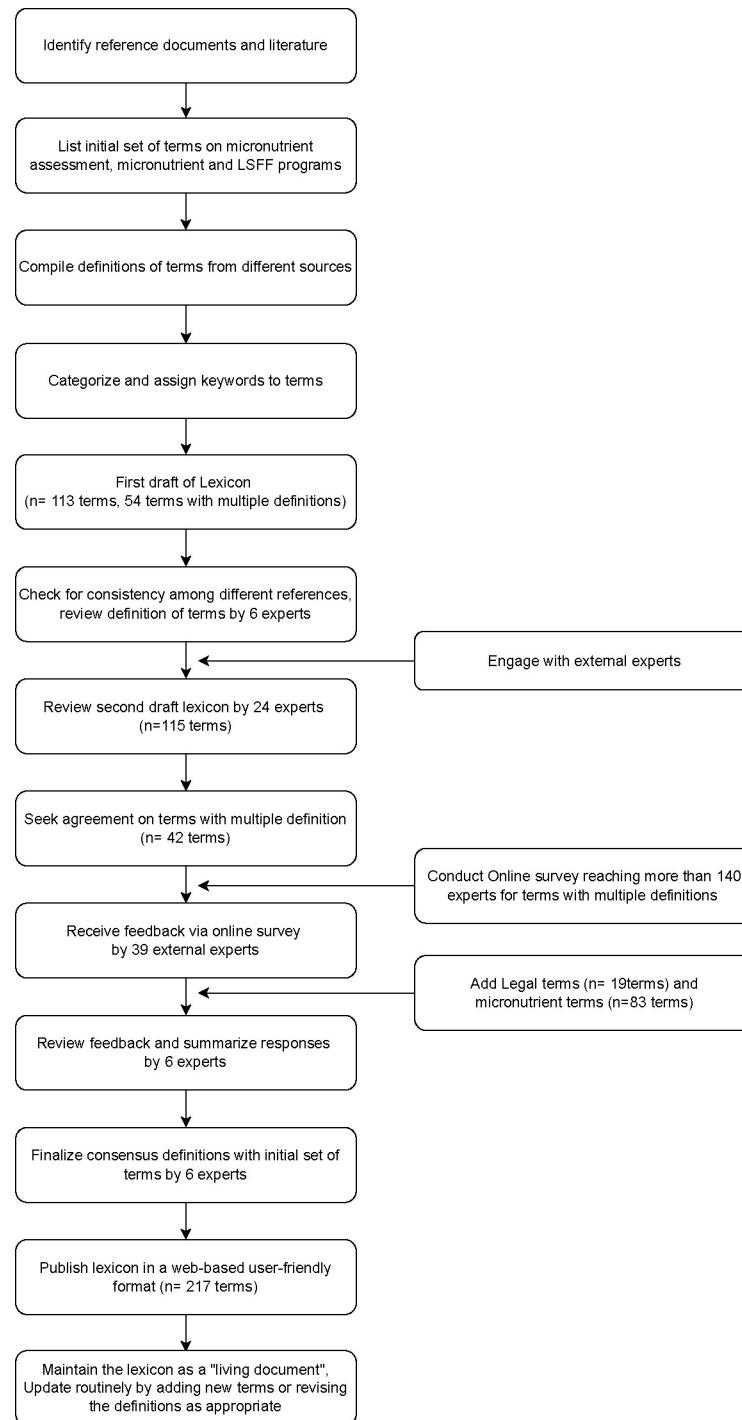 Identify reference documents and literature
List initial set of terms on micronutrient
assessment, micronutrient and LSFF programs
Compile definitions of terms from different sources
Categorize and assign keywords to terms
First draft of Lexicon
(n= 113 terms, 54 terms with multiple definitions)
Check for consistency among different references,
review definition of terms by 6 experts
Engage with external experts
Review second draft lexicon by 24 experts
(n=115 terms)
Seek agreement on terms with multiple definition
(n= 42 terms)
Conduct Online survey reaching more than 140
experts for terms with multiple definitions
Receive feedback via online survey
by 39 external experts
Add Legal terms (n= 19terms) and
micronutrient terms (n=83 terms)
Review feedback and summarize responses
by 6 experts
Finalize consensus definitions with initial set of
terms by 6 experts
Publish lexicon in a web-based user-friendly
format (n= 217 terms)
Maintain the lexicon as a "living document",
Update routinely by adding new terms or revising
the definitions as appropriate